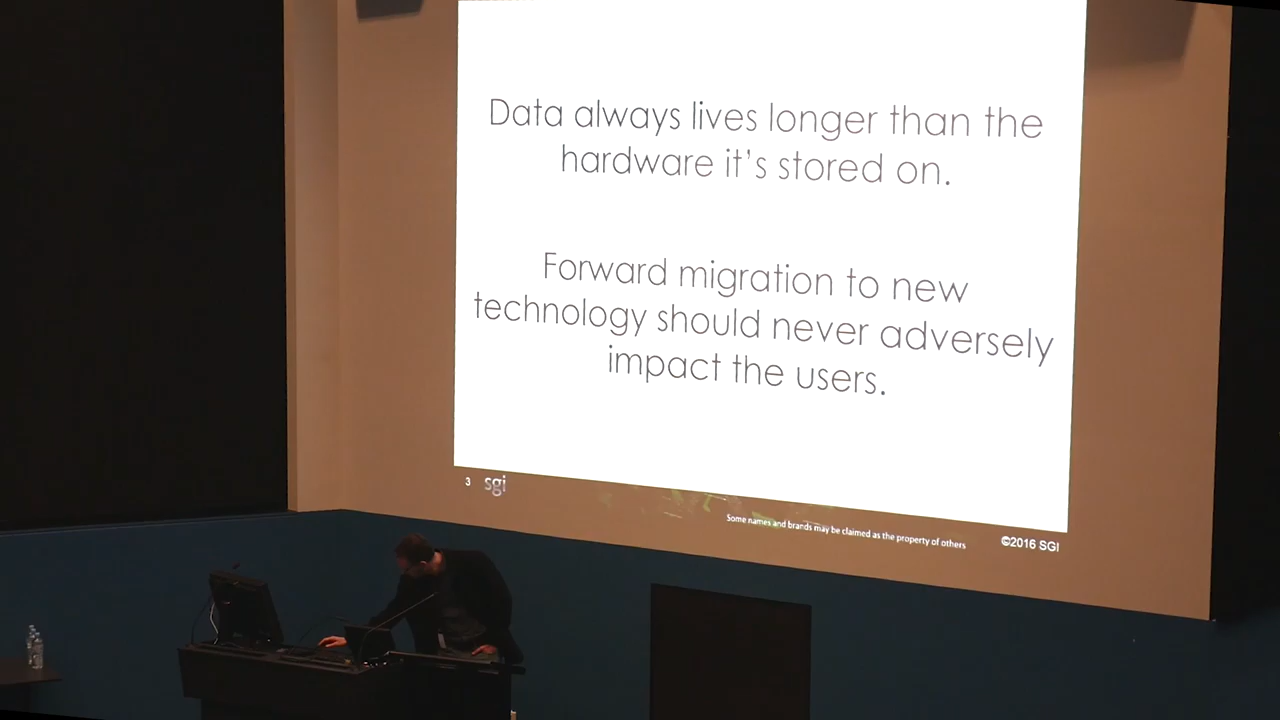 Data always lives longer than the
hardware it's stored on.
Forward migration to new
technology should never adversely
impact the users.
3 sgi
Some names and brands may be claimed as the property of others
©2016 SGI